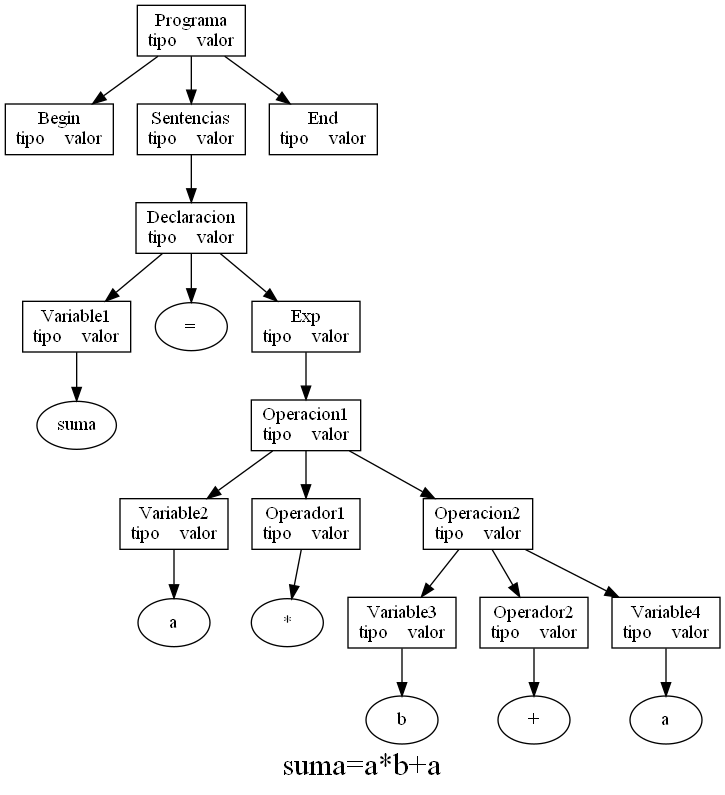 Programa
tipo valor
Begin
tipo valor
Sentencias
tipo valor
End
tipo valor
Declaracion
tipo valor
Variable1
tipo valor
=
Exp
tipo valor
suma
Operacion1
tipo valor
Variable2
tipo valor
Operador1
tipo valor
Operacion2
tipo valor
a
*
Variable3
tipo valor
Operador2
tipo valor
Variable4
tipo valor
b
+
a
suma=a*b+a